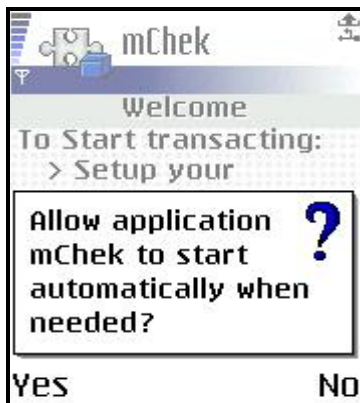 mChek
Welcome
To Start transacting:
> Setup your
Allow application
mChek to start
automatically when
needed?
?
Yes No